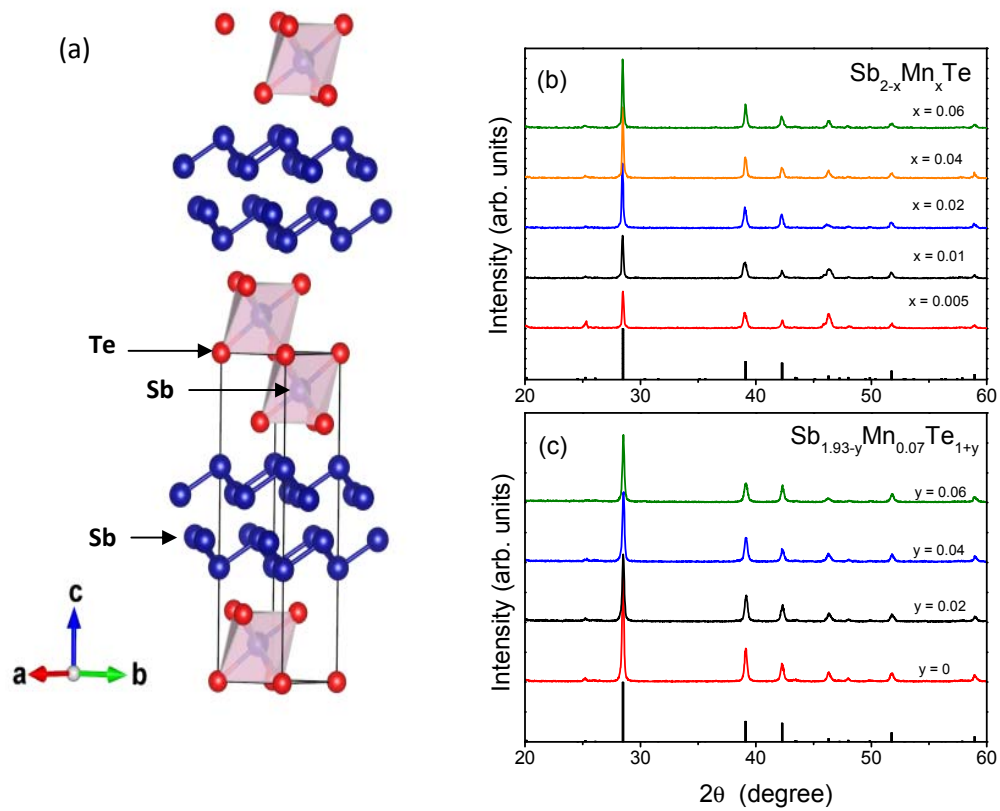 (a)
Te
Sb
Sb
c
a
b
(b)
Sb₂₋ₓMnₓTe
x = 0.06
x = 0.04
x = 0.02
x = 0.01
x = 0.005
Intensity (arb. units)
20 30 40 50 60
(c)
Sb₁.₉₃₋ᵧMn₀.₀₇Te₁₊ᵧ
y = 0.06
y = 0.04
y = 0.02
y = 0
Intensity (arb. units)
20 30 40 50 60
2θ (degree)